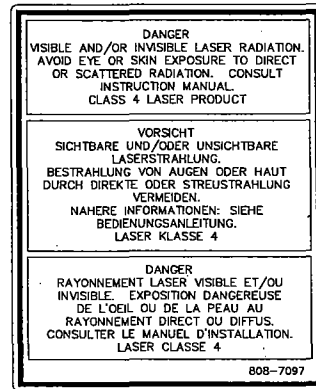 DANGER
VISIBLE AND/OR INVISIBLE LASER RADIATION.
AVOID EYE OR SKIN EXPOSURE TO DIRECT
OR SCATTERED RADIATION. CONSULT
INSTRUCTION MANUAL.
CLASS 4 LASER PRODUCT
VORSICHT
SICHTBARE UND/ODER UNSICHTBARE
LASERSTRAHLUNG.
BESTRAHLUNG VON AUGEN ODER HAUT
DURCH DIREKTE ODER STREUSTRAHLUNG
VERMEIDEN.
NAHERE INFORMATIONEN: SIEHE
BEDIENUNGSANLEITUNG.
LASER KLASSE 4
DANGER
RAYONNEMENT LASER VISIBLE ET/OU
INVISIBLE. EXPOSITION DANGEREUSE
DE L'OEIL OU DE LA PEAU AU
RAYONNEMENT DIRECT OU DIFFUS.
CONSULTER LE MANUEL D'INSTALLATION.
LASER CLASSE 4
808-7097